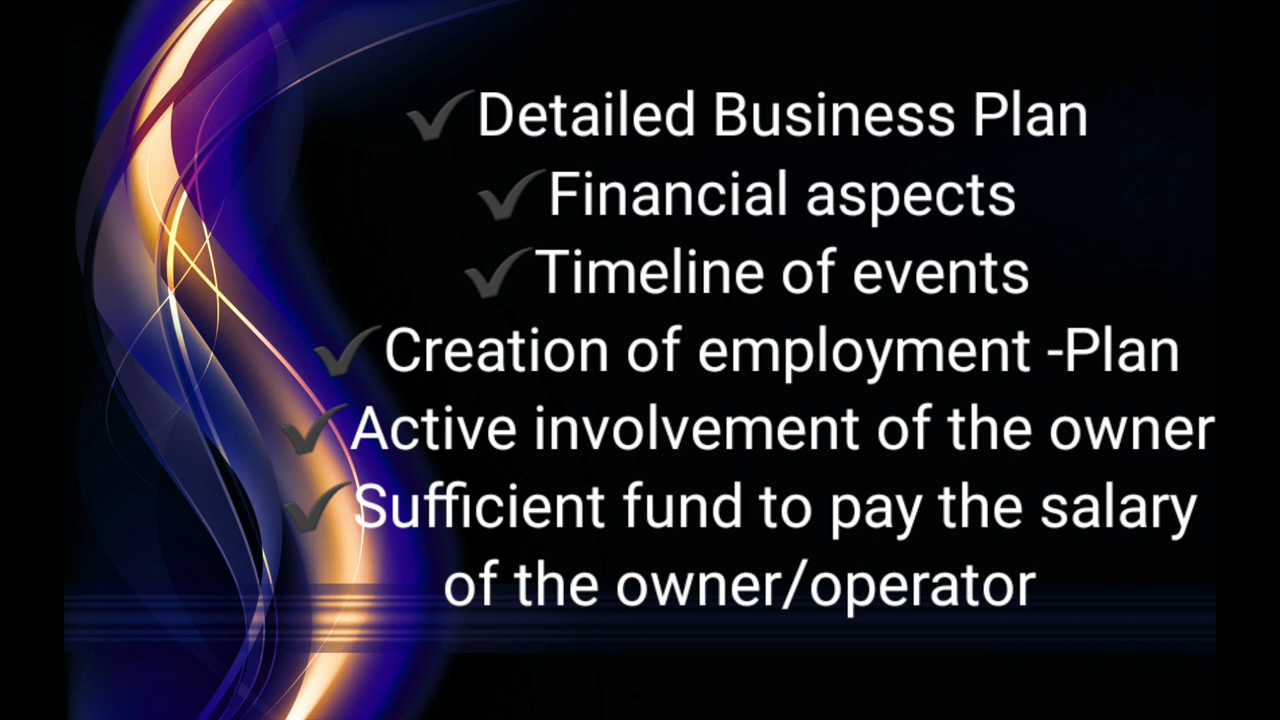 ✔Detailed Business Plan
✔Financial aspects
✔Timeline of events
✔Creation of employment -Plan
✔Active involvement of the owner
✔Sufficient fund to pay the salary
of the owner/operator